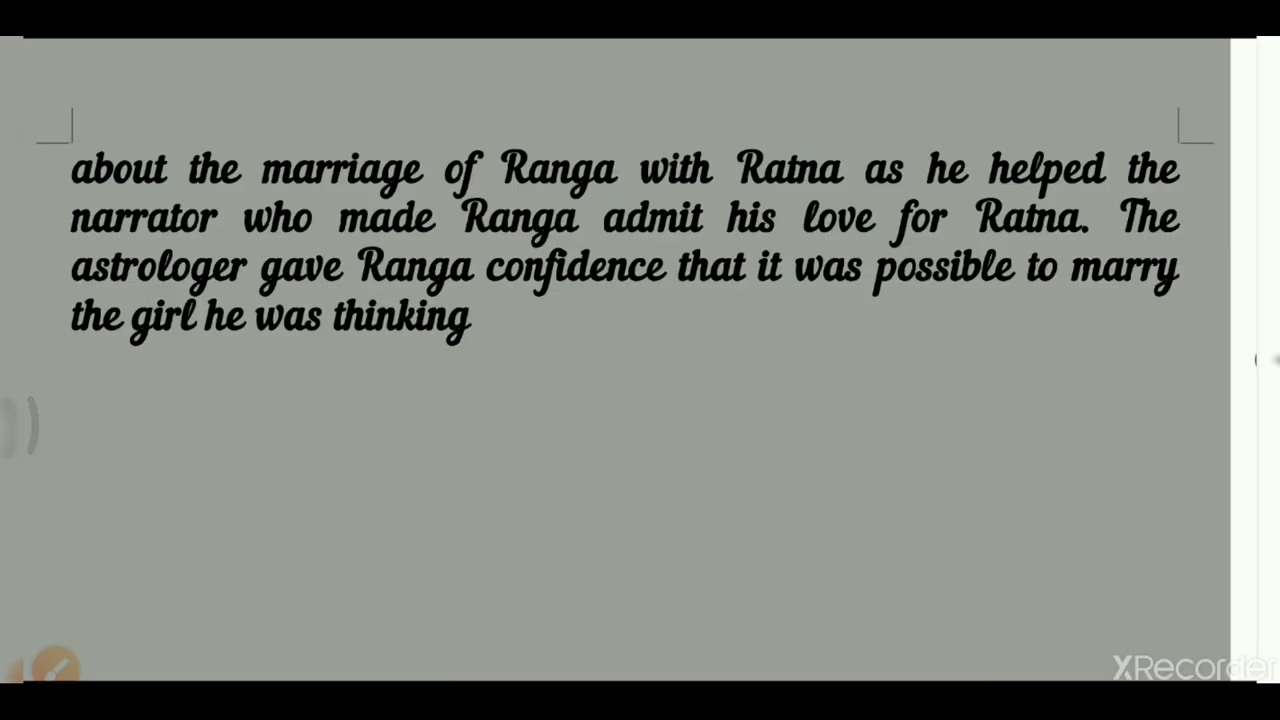 about the marriage of Ranga with Ratna as he helped the
narrator who made Ranga admit his love for Ratna. The
astrologer gave Ranga confidence that it was possible to marry
the girl he was thinking
XRecorder